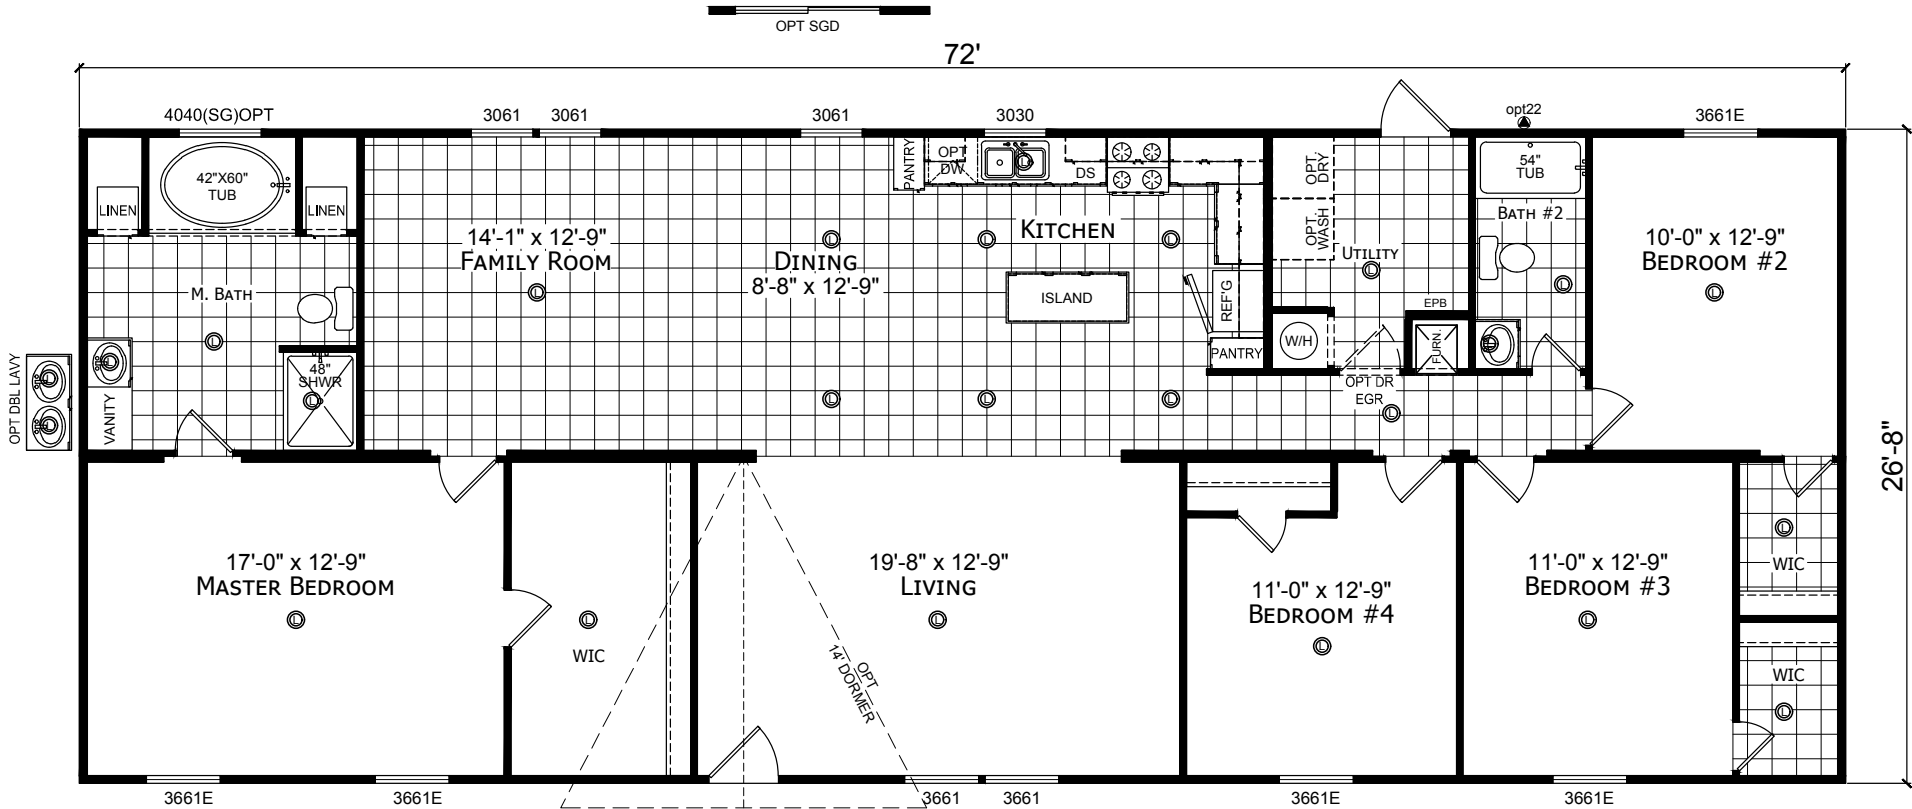 OPT SGD
72'
4040(SG)OPT
3061
3061
3061
3030
opt22
3661E
42"X60"
TUB
LINEN
LINEN
M. BATH
OPT DBL LAVY
VANITY
48"
SHWR
14'-1" x 12'-9"
FAMILY ROOM
DINING
8'-8" x 12'-9"
PANTRY
OPT
DW
DS
KITCHEN
ISLAND
REF'G
PANTRY
OPT.
DRY
OPT.
WASH
UTILITY
W/H
EPB
FURN.
OPT DR
EGR
54"
TUB
BATH #2
10'-0" x 12'-9"
BEDROOM #2
26'-8"
17'-0" x 12'-9"
MASTER BEDROOM
WIC
19'-8" x 12'-9"
LIVING
OPT
14' DORMER
11'-0" x 12'-9"
BEDROOM #4
11'-0" x 12'-9"
BEDROOM #3
WIC
WIC
3661E
3661E
3661
3661
3661E
3661E